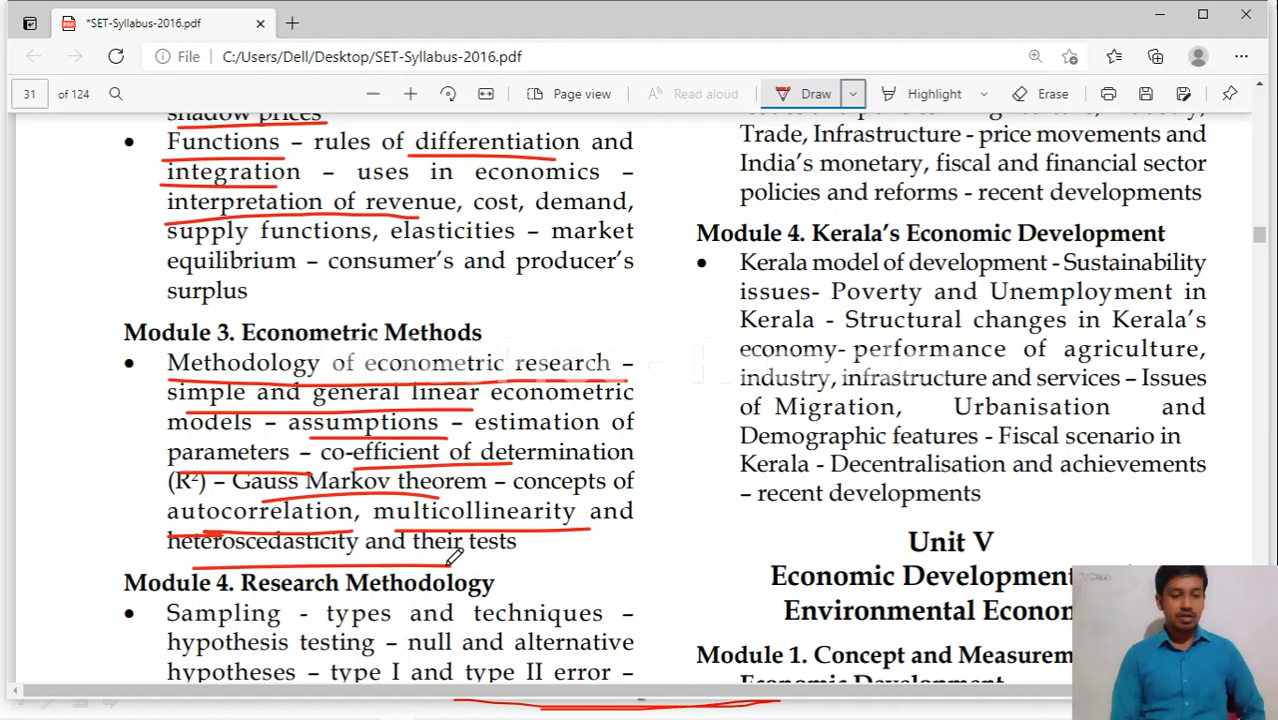 *SET-Syllabus-2016.pdf
File C:/Users/Dell/Desktop/SET-Syllabus-2016.pdf
31 of 124 Page view Read aloud Draw Highlight Erase
shadow prices
• Functions – rules of differentiation and
integration – uses in economics –
interpretation of revenue, cost, demand,
supply functions, elasticities – market
equilibrium – consumer's and producer's
surplus
Module 3. Econometric Methods
• Methodology of econometric research –
simple and general linear econometric
models – assumptions – estimation of
parameters – co-efficient of determination
(R²) – Gauss Markov theorem – concepts of
autocorrelation, multicollinearity and
heteroscedasticity and their tests
Module 4. Research Methodology
• Sampling - types and techniques –
hypothesis testing – null and alternative
hypotheses – type I and type II error –
Trade, Infrastructure - price movements and
India's monetary, fiscal and financial sector
policies and reforms - recent developments
Module 4. Kerala's Economic Development
• Kerala model of development - Sustainability
issues- Poverty and Unemployment in
Kerala - Structural changes in Kerala's
economy- performance of agriculture,
industry, infrastructure and services – Issues
of Migration, Urbanisation and
Demographic features - Fiscal scenario in
Kerala - Decentralisation and achievements
– recent developments
Unit V
Economic Development
Environmental
Module 1. Concept and
Economic Development